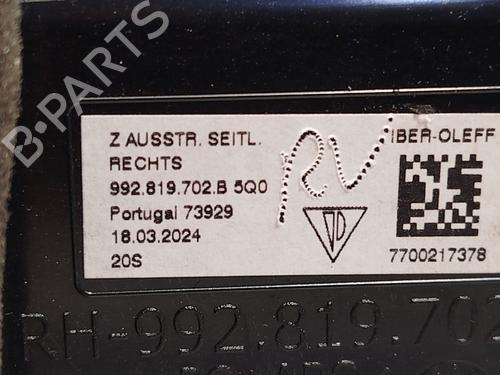 B-PARTS
Z AUSSTR. SEITL.
RECHTS
992.819.702.B 5Q0
Portugal 73929
18.03.2024
20S
IBER-OLEFF
7700217378
RH-992.819.702